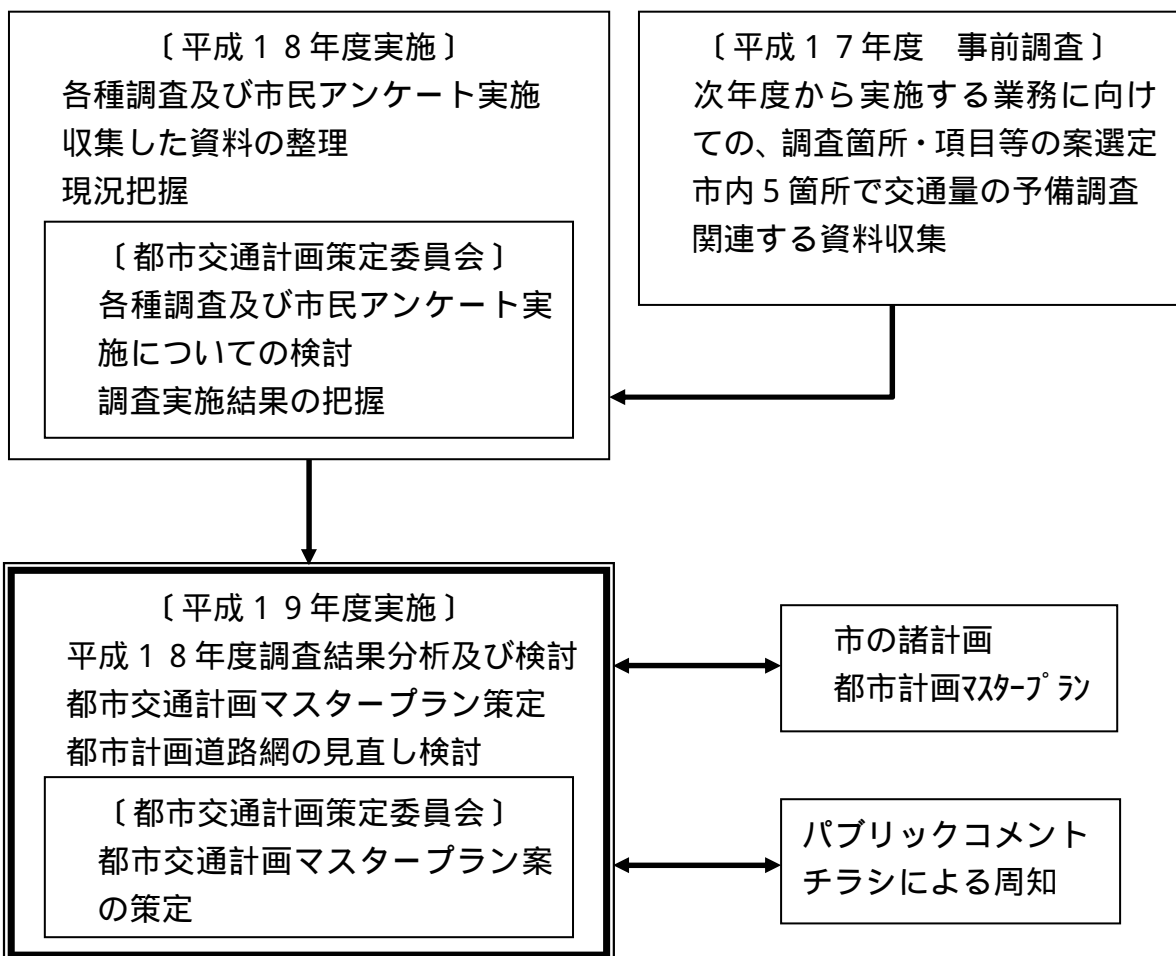 〔平成１８年度実施〕
各種調査及び市民アンケート実施
収集した資料の整理
現況把握
〔都市交通計画策定委員会〕
各種調査及び市民アンケート実
施についての検討
調査実施結果の把握
〔平成１７年度　事前調査〕
次年度から実施する業務に向け
ての、調査箇所・項目等の案選定
市内５箇所で交通量の予備調査
関連する資料収集
〔平成１９年度実施〕
平成１８年度調査結果分析及び検討
都市交通計画マスタープラン策定
都市計画道路網の見直し検討
〔都市交通計画策定委員会〕
都市交通計画マスタープラン案
の策定
市の諸計画
都市計画ﾏｽﾀｰﾌﾟﾗﾝ
パブリックコメント
チラシによる周知